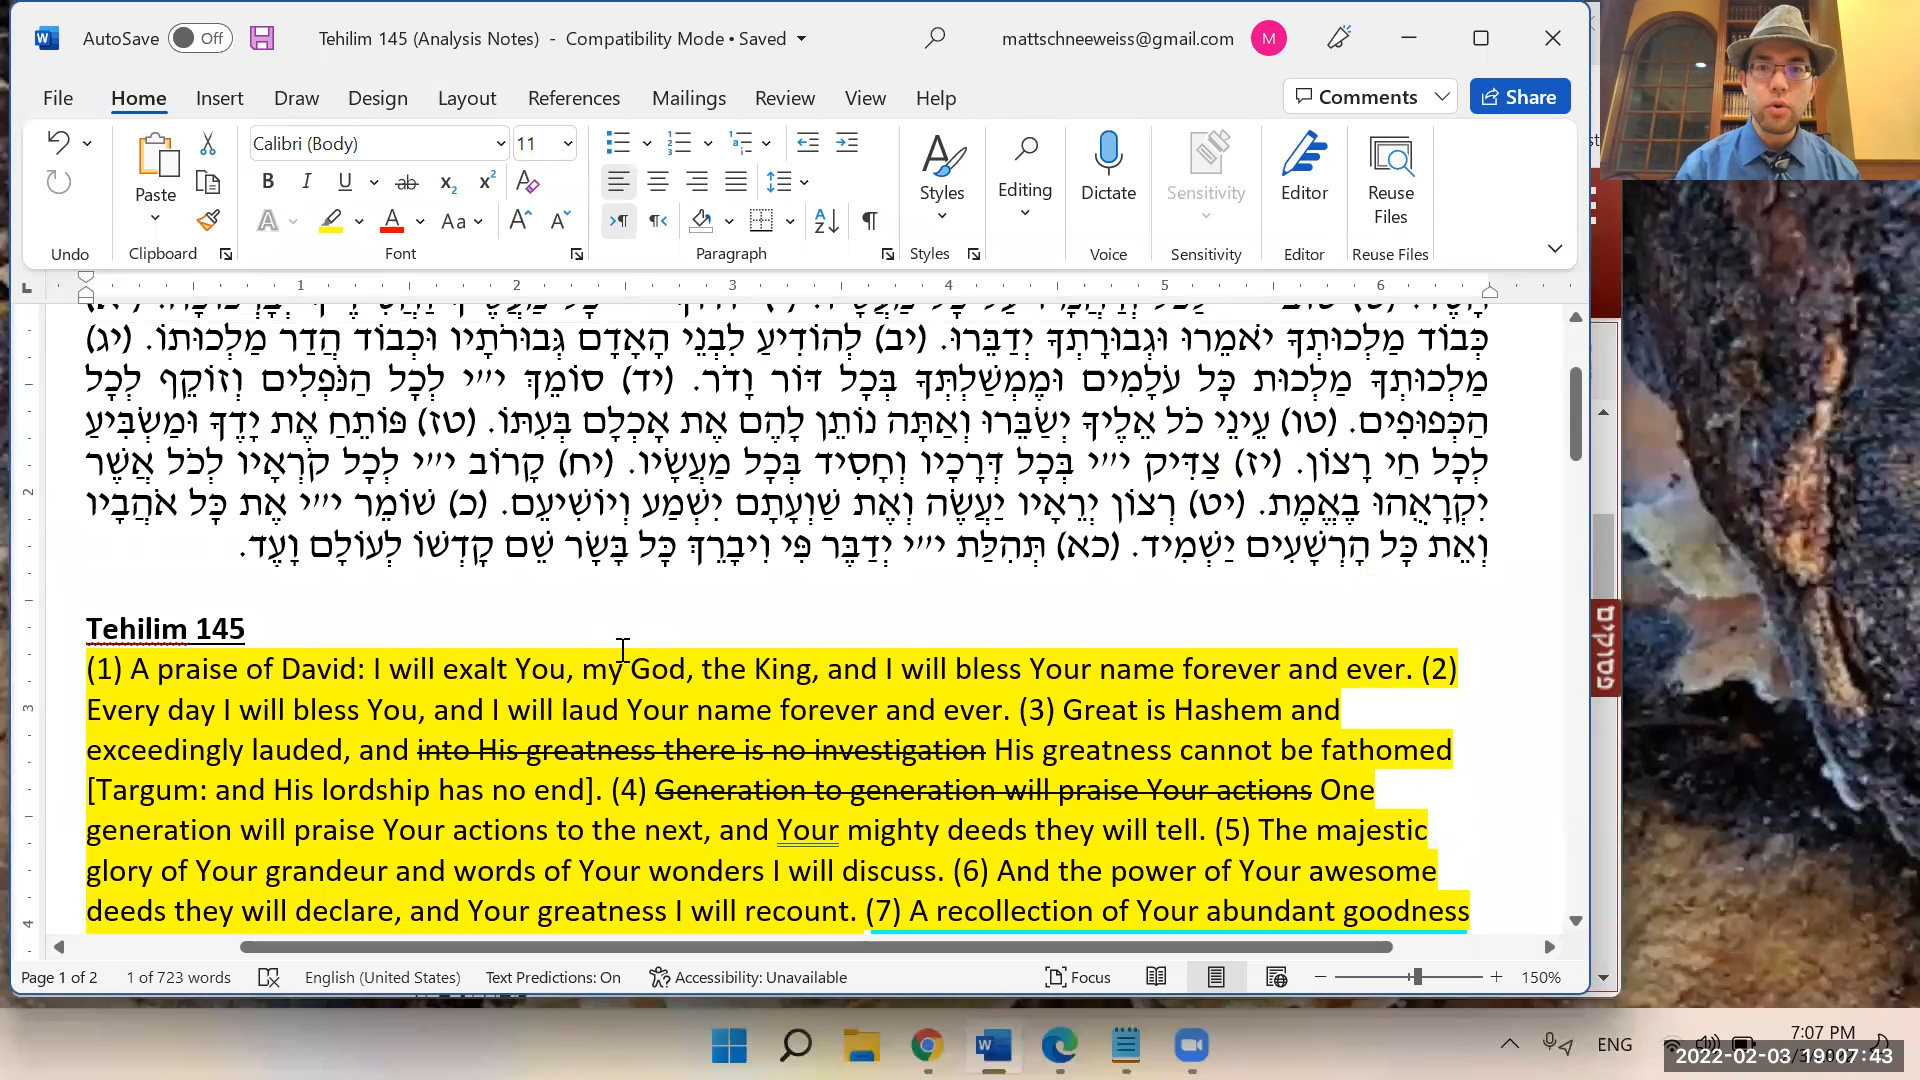 AutoSave Off Tehilim 145 (Analysis Notes) - Compatibility Mode • Saved mattschneeweiss@gmail.com M
File Home Insert Draw Design Layout References Mailings Review View Help Comments Share
Calibri (Body) 11
Paste Styles Editing Dictate Sensitivity Editor Reuse Files
Undo Clipboard Font Paragraph Styles Voice Sensitivity Editor Reuse Files
1 2 3 4 5 6
כְּבוֹד מַלְכוּתְךָ יֹאמֵרוּ וּגְבוּרָתְךָ יְדַבֵּרוּ. (יב) לְהוֹדִיעַ לִבְנֵי הָאָדָם גְּבוּרֹתָיו וּכְבוֹד הֲדַר מַלְכוּתוֹ. (יג)
מַלְכוּתְךָ מַלְכוּת כָּל עֹלָמִים וּמֶמְשַׁלְתְּךָ בְּכָל דּוֹר וָדֹר. (יד) סוֹמֵךְ י״י לְכָל הַנֹּפְלִים וְזוֹקֵף לְכָל
הַכְּפוּפִים. (טו) עֵינֵי כֹל אֵלֶיךָ יְשַׂבֵּרוּ וְאַתָּה נוֹתֵן לָהֶם אֶת אָכְלָם בְּעִתּוֹ. (טז) פּוֹתֵחַ אֶת יָדֶךָ וּמַשְׂבִּיעַ
לְכָל חַי רָצוֹן. (יז) צַדִּיק י״י בְּכָל דְּרָכָיו וְחָסִיד בְּכָל מַעֲשָׂיו. (יח) קָרוֹב י״י לְכָל קֹרְאָיו לְכֹל אֲשֶׁר
יִקְרָאֻהוּ בֶאֱמֶת. (יט) רְצוֹן יְרֵאָיו יַעֲשֶׂה וְאֶת שַׁוְעָתָם יִשְׁמַע וְיוֹשִׁיעֵם. (כ) שׁוֹמֵר י״י אֶת כָּל אֹהֲבָיו
וְאֵת כָּל הָרְשָׁעִים יַשְׁמִיד. (כא) תְּהִלַּת י״י יְדַבֶּר פִּי וִיבָרֵךְ כָּל בָּשָׂר שֵׁם קָדְשׁוֹ לְעוֹלָם וָעֶד.
Tehilim 145
(1) A praise of David: I will exalt You, my God, the King, and I will bless Your name forever and ever. (2)
Every day I will bless You, and I will laud Your name forever and ever. (3) Great is Hashem and
exceedingly lauded, and into His greatness there is no investigation His greatness cannot be fathomed
[Targum: and His lordship has no end]. (4) Generation to generation will praise Your actions One
generation will praise Your actions to the next, and Your mighty deeds they will tell. (5) The majestic
glory of Your grandeur and words of Your wonders I will discuss. (6) And the power of Your awesome
deeds they will declare, and Your greatness I will recount. (7) A recollection of Your abundant goodness
2
3
4
פסוקים
Page 1 of 2 1 of 723 words English (United States) Text Predictions: On Accessibility: Unavailable Focus 150%
ENG 7:07 PM
2022-02-03 19:07:43